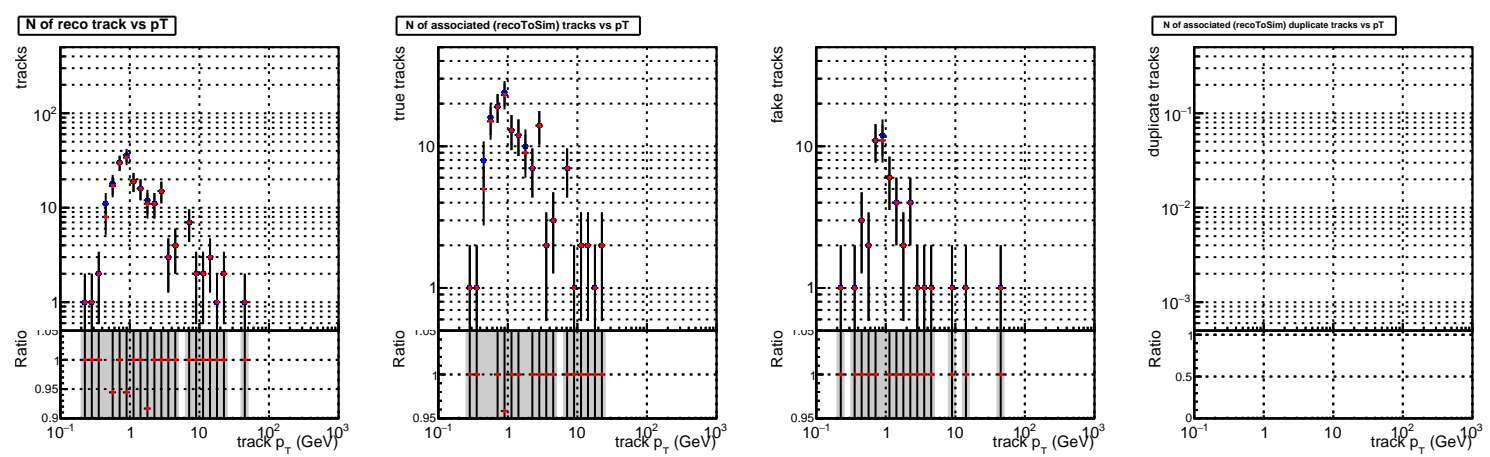 N of reco track vs pT
tracks
10²
10
1
Ratio
1.05
1
0.95
0.9
10⁻¹ 1 10 10² 10³
track p_T (GeV)
N of associated (recoToSim) tracks vs pT
true tracks
10
1
Ratio
1.05
1
0.95
10⁻¹ 1 10 10² 10³
track p_T (GeV)
fake tracks
10
1
Ratio
1.05
1
0.95
10⁻¹ 1 10 10² 10³
track p_T (GeV)
N of associated (recoToSim) duplicate tracks vs pT
duplicate tracks
10⁻¹
10⁻²
10⁻³
Ratio
1
0.5
0
10⁻¹ 1 10 10² 10³
track p_T (GeV)